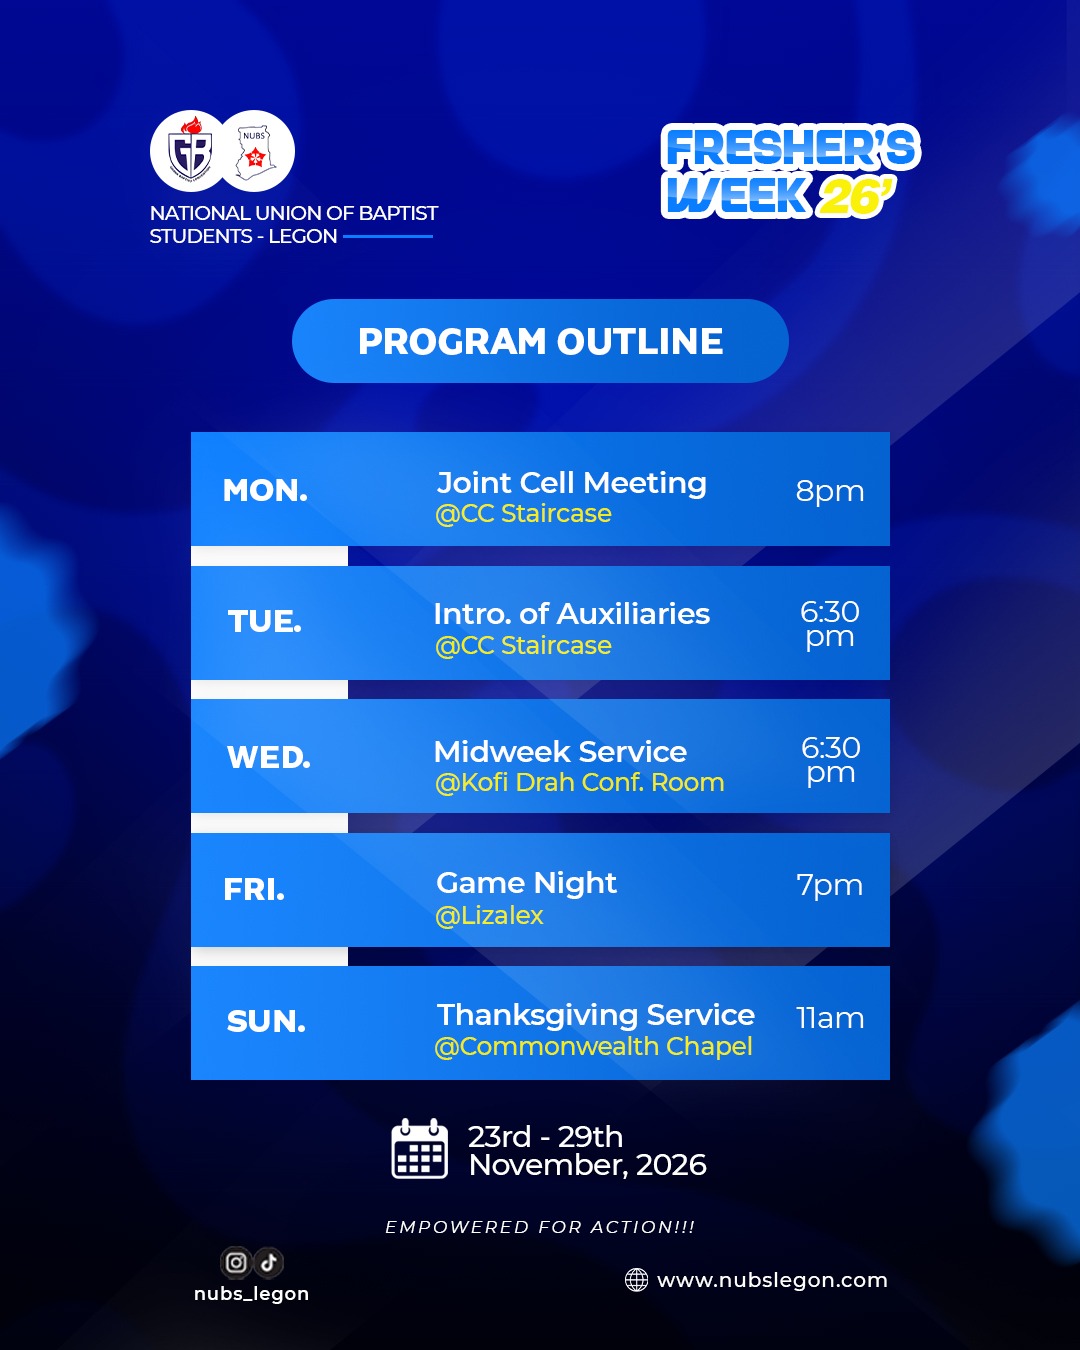 GB
NUBS
NATIONAL UNION OF BAPTIST
STUDENTS - LEGON
FRESHER'S
WEEK 26'
PROGRAM OUTLINE
MON.
Joint Cell Meeting
@CC Staircase
8pm
TUE.
Intro. of Auxiliaries
@CC Staircase
6:30
pm
WED.
Midweek Service
@Kofi Drah Conf. Room
6:30
pm
FRI.
Game Night
@Lizalex
7pm
SUN.
Thanksgiving Service
@Commonwealth Chapel
11am
23rd - 29th
November, 2026
EMPOWERED FOR ACTION!!!
nubs_legon
www.nubslegon.com